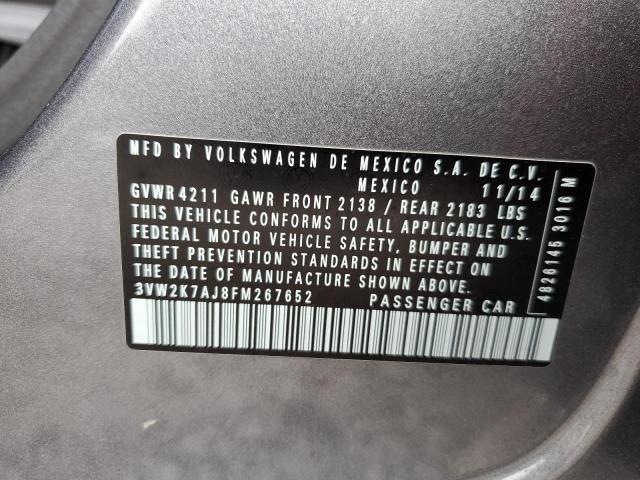 MFD BY VOLKSWAGEN DE MEXICO S.A. DE C.V.
MEXICO 11/14
GVWR 4211 GAWR FRONT 2138 / REAR 2183 LBS
THIS VEHICLE CONFORMS TO ALL APPLICABLE U.S.
FEDERAL MOTOR VEHICLE SAFETY, BUMPER AND
THEFT PREVENTION STANDARDS IN EFFECT ON
THE DATE OF MANUFACTURE SHOWN ABOVE.
3VW2K7AJ8FM267652 PASSENGER CAR
4826145 3016 M